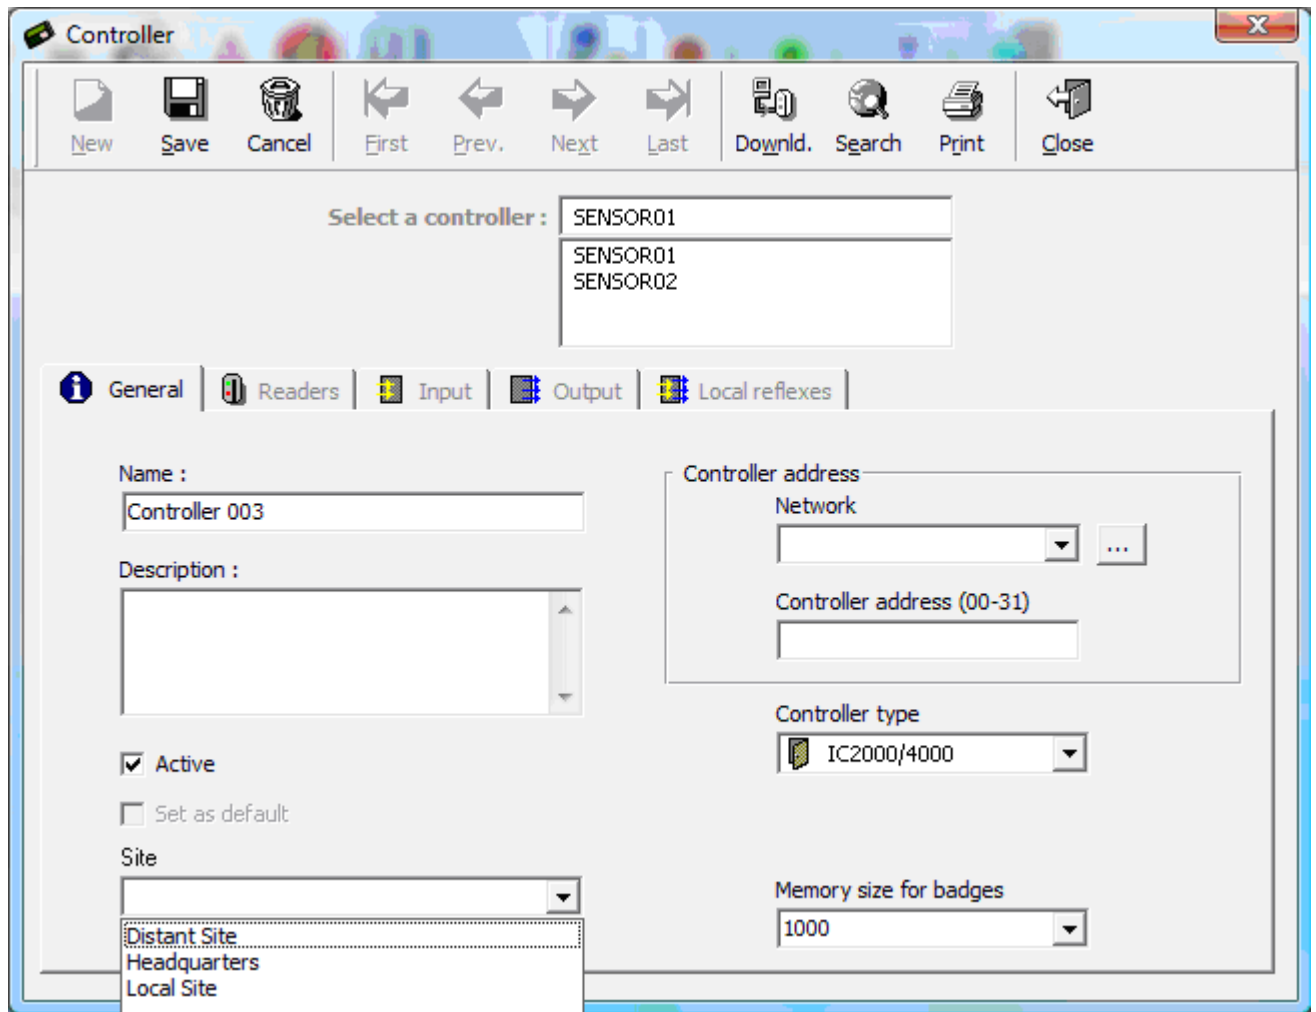 Controller
New Save Cancel First Prev. Next Last Downld. Search Print Close
Select a controller : SENSOR01
SENSOR01
SENSOR02
General Readers Input Output Local reflexes
Name :
Controller 003
Description :
Active
Set as default
Site
Distant Site
Headquarters
Local Site
Controller address
Network
...
Controller address (00-31)
Controller type
IC2000/4000
Memory size for badges
1000